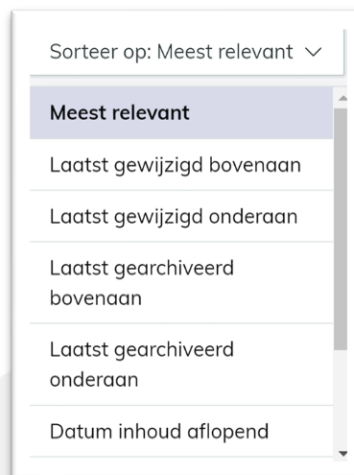 Sorteer op: Meest relevant
Meest relevant
Laatst gewijzigd bovenaan
Laatst gewijzigd onderaan
Laatst gearchiveerd
bovenaan
Laatst gearchiveerd
onderaan
Datum inhoud aflopend